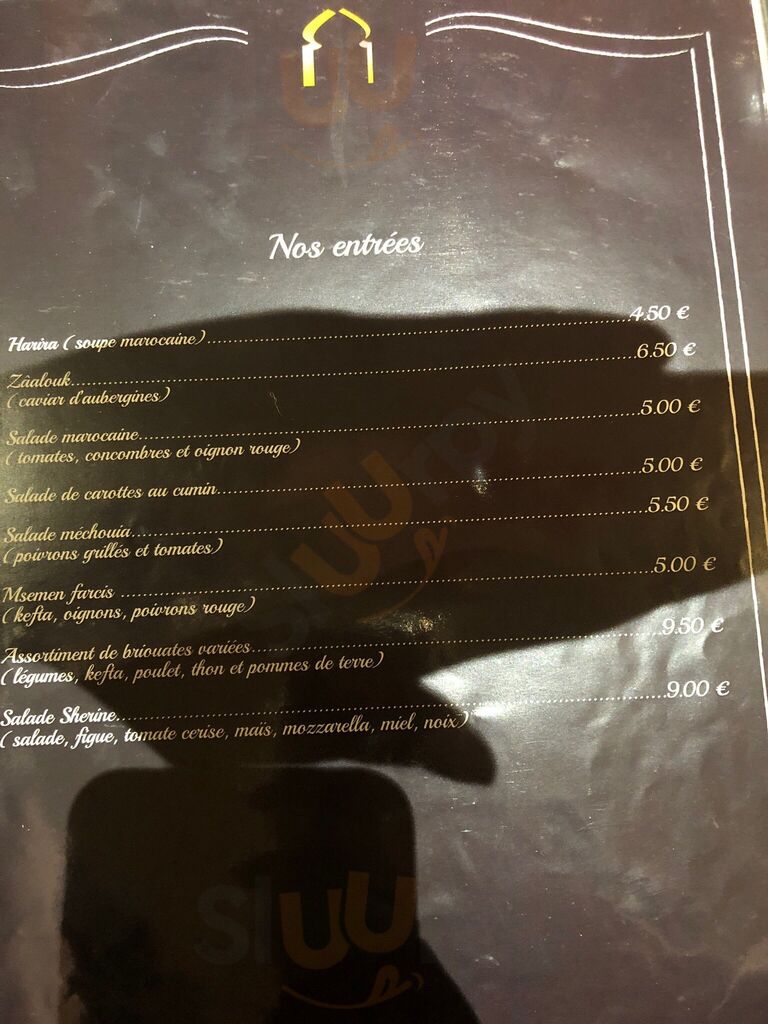 Nos entrées
Harira ( soupe marocaine)......4.50 €
Zâalouk......6.50 €
( caviar d'aubergines)
Salade marocaine......5.00 €
( tomates, concombres et oignon rouge)
Salade de carottes au cumin......5.00 €
Salade méchouia......5.50 €
(poivrons grillés et tomates)
Msemen farcis ......5.00 €
( kefta, oignons, poivrons rouge)
Assortiment de briouates variées......9.50 €
( légumes, kefta, poulet, thon et pommes de terre)
Salade Sherine......9.00 €
( salade, figue, tomate cerise, maïs, mozzarella, miel, noix)
sluurpy